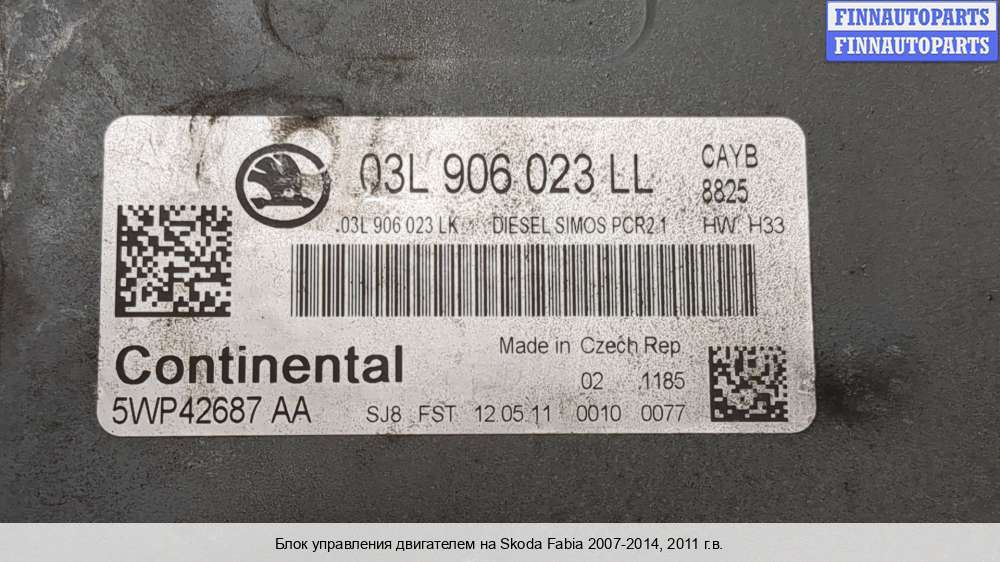 FINNAUTOPARTS
FINNAUTOPARTS
03L 906 023 LL
CAYB
8825
03L 906 023 LK DIESEL SIMOS PCR2.1 HW H33
Continental
Made in Czech Rep
02 1185
5WP42687 AA
SJ8 FST 12.05.11 0010 0077
Блок управления двигателем на Skoda Fabia 2007-2014, 2011 г.в.